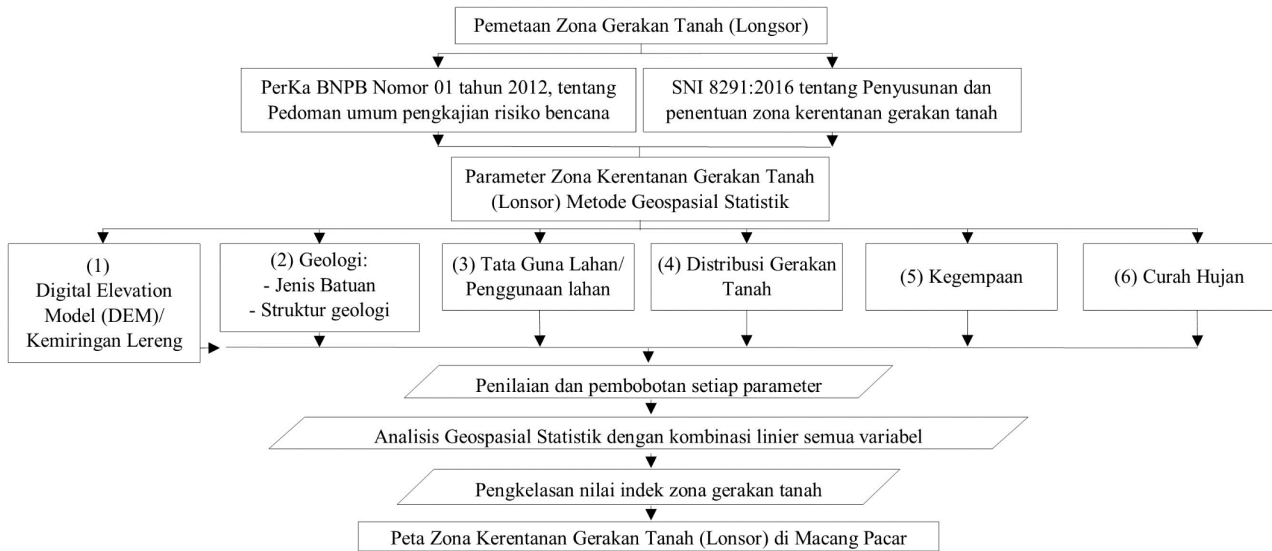 Pemetaan Zona Gerakan Tanah (Longsor)
PerKa BNPB Nomor 01 tahun 2012, tentang
Pedoman umum pengkajian risiko bencana
SNI 8291:2016 tentang Penyusunan dan
penentuan zona kerentanan gerakan tanah
Parameter Zona Kerentanan Gerakan Tanah
(Lonsor) Metode Geospasial Statistik
(1)
Digital Elevation
Model (DEM)/
Kemiringan Lereng
(2) Geologi:
- Jenis Batuan
- Struktur geologi
(3) Tata Guna Lahan/
Penggunaan lahan
(4) Distribusi Gerakan
Tanah
(5) Kegempaan
(6) Curah Hujan
Penilaian dan pembobotan setiap parameter
Analisis Geospasial Statistik dengan kombinasi linier semua variabel
Pengkelasan nilai indek zona gerakan tanah
Peta Zona Kerentanan Gerakan Tanah (Lonsor) di Macang Pacar